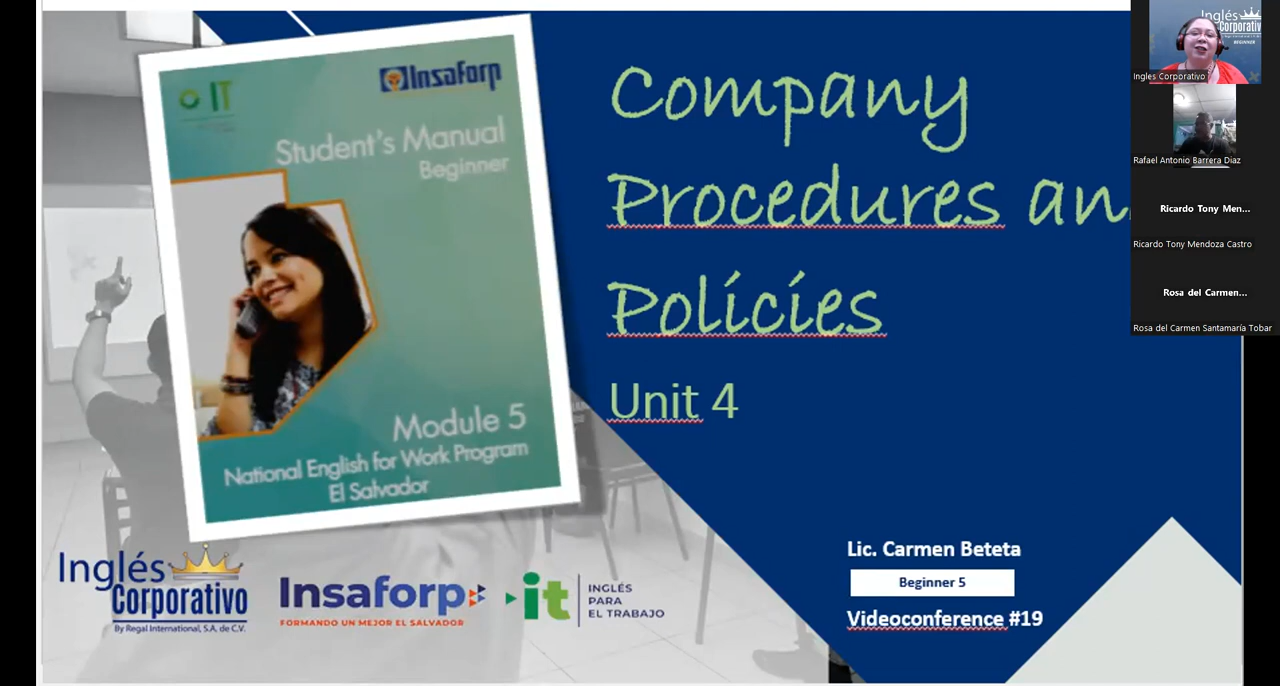 IT
Insaforp
Student's Manual
Beginner
Module 5
National English for Work Program
El Salvador
Company
Procedures an
Policies
Unit 4
Lic. Carmen Beteta
Beginner 5
Videoconference #19
Inglés
Corporativo
By Regal International, S.A. de C.V.
Insaforp
FORMANDO UN MEJOR EL SALVADOR
it
INGLÉS
PARA
EL TRABAJO
Inglés
Corporativo
BEGINNER
Ingles Corporativo
Rafael Antonio Barrera Diaz
Ricardo Tony Men...
Ricardo Tony Mendoza Castro
Rosa del Carmen...
Rosa del Carmen Santamaría Tobar